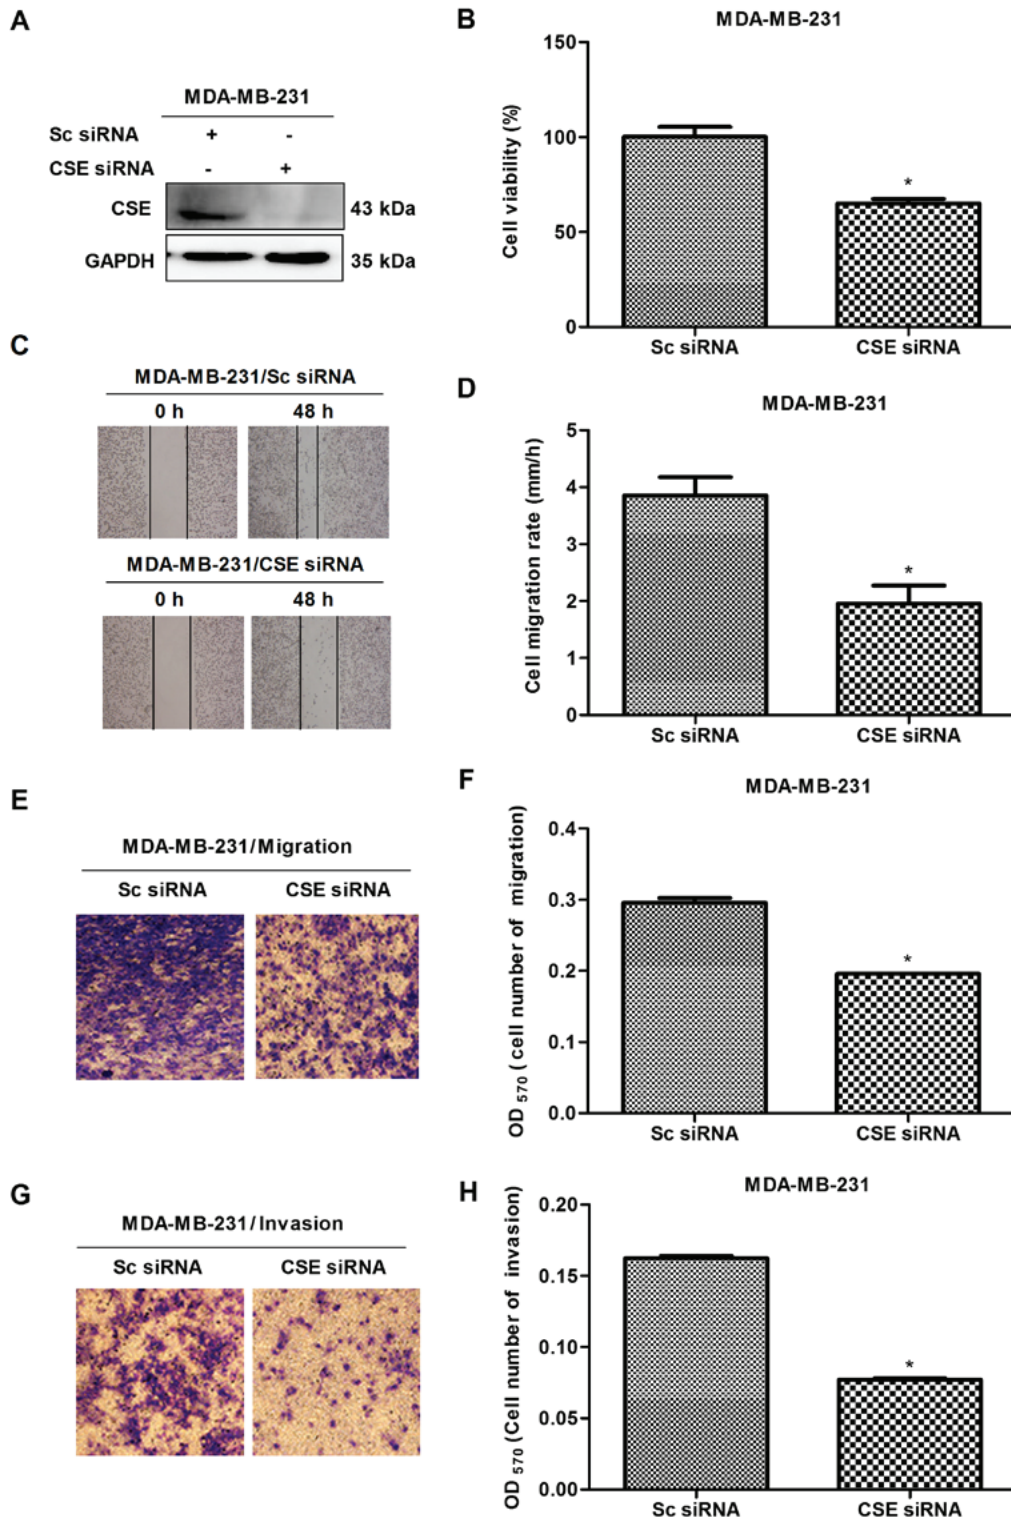 A
MDA-MB-231
Sc siRNA + -
CSE siRNA - +
CSE 43 kDa
GAPDH 35 kDa
B
MDA-MB-231
Cell viability (%)
150
100
50
0
*
Sc siRNA CSE siRNA
C
MDA-MB-231/Sc siRNA
0 h 48 h
MDA-MB-231/CSE siRNA
0 h 48 h
D
MDA-MB-231
Cell migration rate (mm/h)
5
4
3
2
1
0
*
Sc siRNA CSE siRNA
E
MDA-MB-231/Migration
Sc siRNA CSE siRNA
F
MDA-MB-231
OD 570 (cell number of migration)
0.4
0.3
0.2
0.1
0.0
*
Sc siRNA CSE siRNA
G
MDA-MB-231/Invasion
Sc siRNA CSE siRNA
H
MDA-MB-231
OD 570 (Cell number of invasion)
0.20
0.15
0.10
0.05
0.00
*
Sc siRNA CSE siRNA